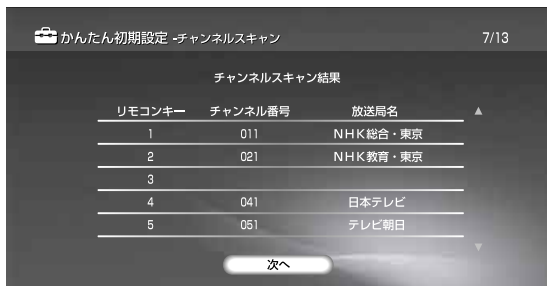 かんたん初期設定 -チャンネルスキャン 7/13
チャンネルスキャン結果
リモコンキー チャンネル番号 放送局名
1 011 NHK総合・東京
2 021 NHK教育・東京
3
4 041 日本テレビ
5 051 テレビ朝日
次へ